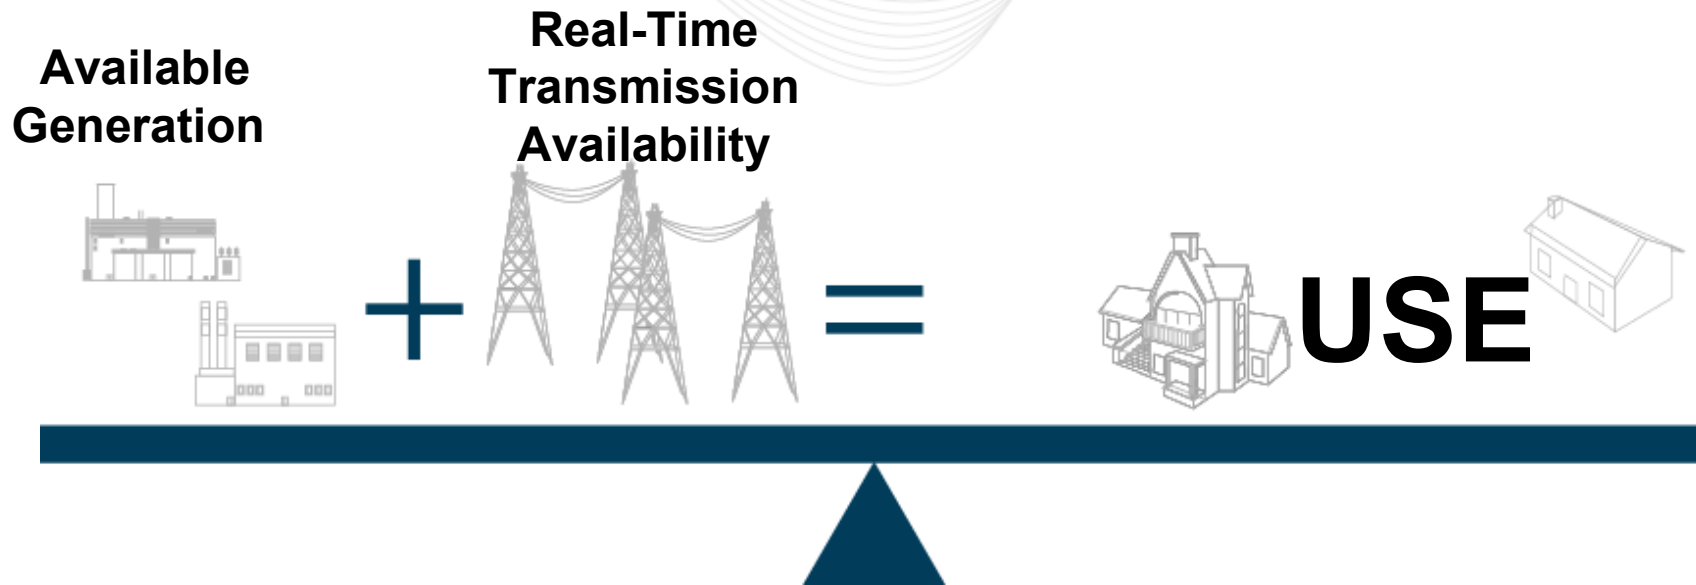 Available
Generation
Real-Time
Transmission
Availability
+
=
USE